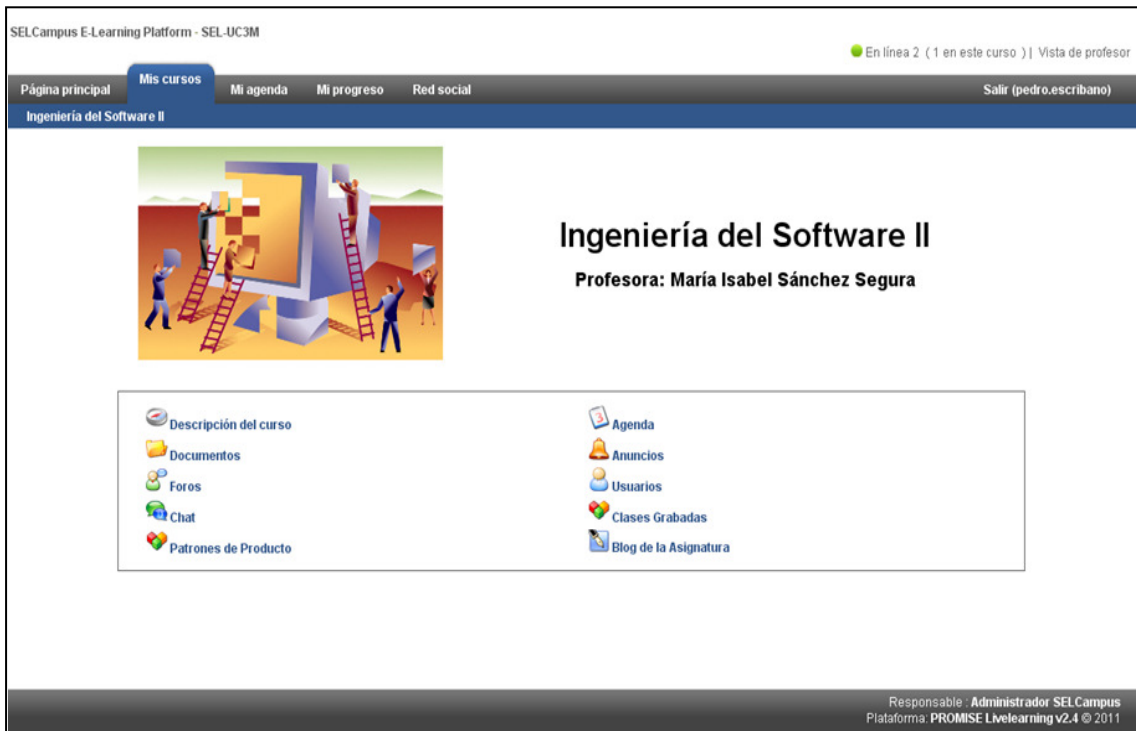 SELCampus E-Learning Platform - SEL-UC3M
En línea 2 ( 1 en este curso ) | Vista de profesor
Página principal Mis cursos Mi agenda Mi progreso Red social Salir (pedro.escribano)
Ingeniería del Software II
Ingeniería del Software II
Profesora: María Isabel Sánchez Segura
Descripción del curso
Documentos
Foros
Chat
Patrones de Producto
3
Agenda
Anuncios
Usuarios
Clases Grabadas
Blog de la Asignatura
Responsable : Administrador SELCampus
Plataforma: PROMISE Livelearning v2.4 © 2011